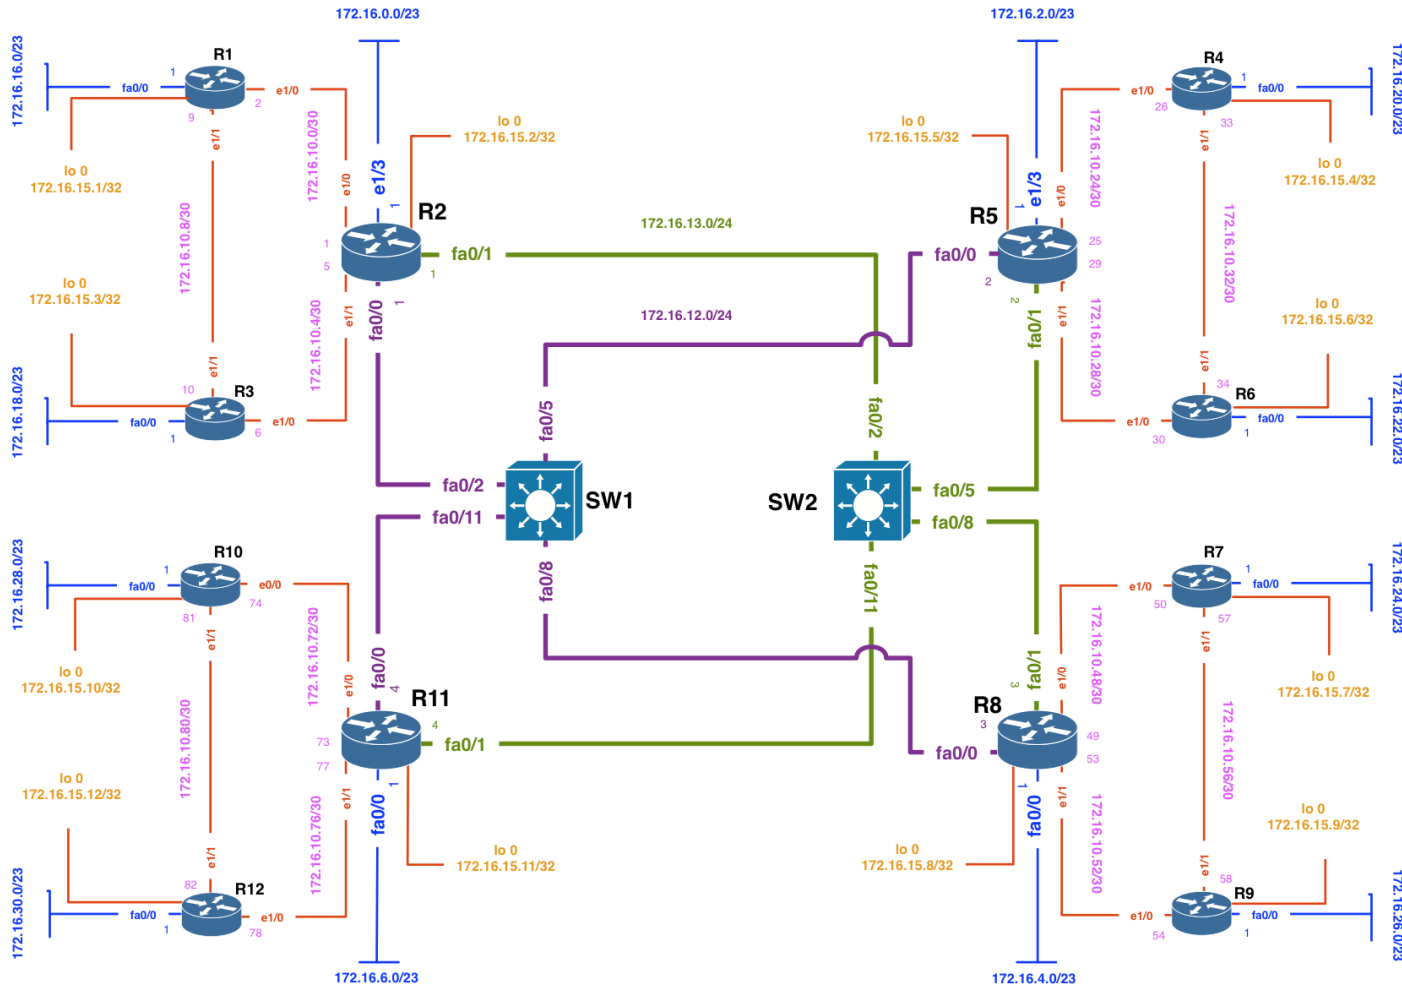 172.16.0.0/23
172.16.2.0/23
172.16.16.0/23
R1
1
fa0/0
9
2
e1/0
e1/1
172.16.10.0/30
e1/0
e1/3
1
lo 0
172.16.15.2/32
lo 0
172.16.15.1/32
172.16.10.8/30
R2
1
5
fa0/1
1
fa0/0
1
172.16.13.0/24
172.16.12.0/24
lo 0
172.16.15.3/32
172.16.10.4/30
e1/1
172.16.18.0/23
e1/1
10
R3
fa0/0
1
6
e1/0
lo 0
172.16.15.5/32
e1/3
1
R5
fa0/0
2
2
fa0/1
25
29
e1/0
172.16.10.24/30
e1/0
26
R4
1
fa0/0
33
172.16.20.0/23
e1/1
lo 0
172.16.15.4/32
172.16.10.32/30
e1/1
172.16.10.28/30
lo 0
172.16.15.6/32
e1/1
34
R6
e1/0
30
fa0/0
1
172.16.22.0/23
fa0/5
fa0/2
fa0/2
fa0/11
SW1
fa0/8
SW2
fa0/5
fa0/8
fa0/11
172.16.28.0/23
R10
1
fa0/0
81
74
e0/0
e1/1
172.16.10.72/30
e1/0
lo 0
172.16.15.10/32
fa0/0
4
R11
4
fa0/1
73
77
172.16.10.80/30
lo 0
172.16.15.12/32
172.16.10.76/30
e1/1
fa0/0
1
e1/1
82
R12
fa0/0
1
78
e1/0
172.16.30.0/23
lo 0
172.16.15.11/32
172.16.6.0/23
3
fa0/1
R8
3
fa0/0
49
53
1
fa0/0
e1/0
172.16.10.48/30
e1/0
50
R7
1
fa0/0
57
172.16.24.0/23
e1/1
lo 0
172.16.15.7/32
172.16.10.56/30
e1/1
172.16.10.52/30
lo 0
172.16.15.8/32
lo 0
172.16.15.9/32
e1/1
58
R9
e1/0
54
fa0/0
1
172.16.26.0/23
172.16.4.0/23